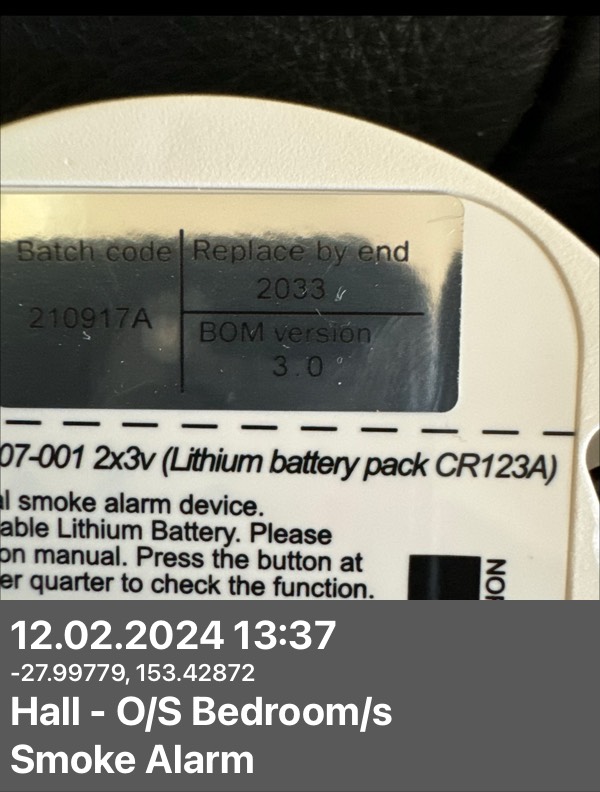 Batch code
210917A
Replace by end
2033
BOM version
3.0
07-001 2x3v (Lithium battery pack CR123A)
smoke alarm device.
able Lithium Battery. Please
on manual. Press the button at
er quarter to check the function.
12.02.2024 13:37
-27.99779, 153.42872
Hall - O/S Bedroom/s
Smoke Alarm